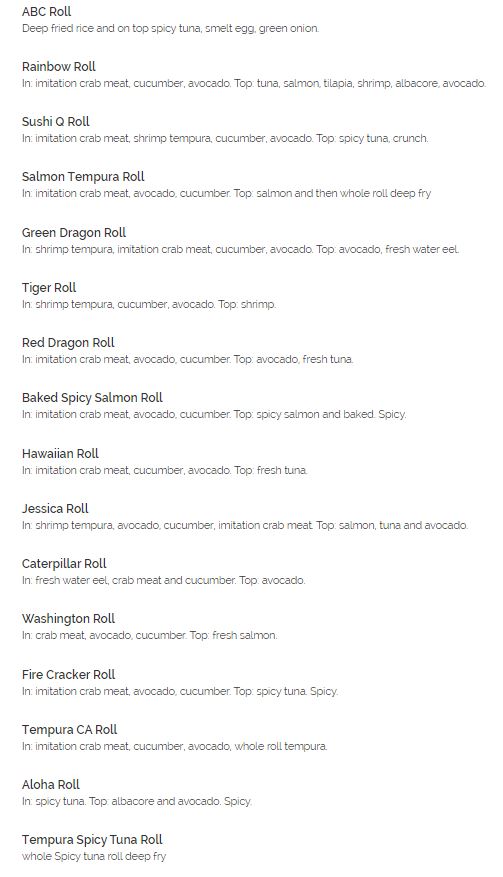 ABC Roll
Deep fried rice and on top spicy tuna, smelt egg, green onion.
Rainbow Roll
In: imitation crab meat, cucumber, avocado. Top: tuna, salmon, tilapia, shrimp, albacore, avocado.
Sushi Q Roll
In: imitation crab meat, shrimp tempura, cucumber, avocado. Top: spicy tuna, crunch.
Salmon Tempura Roll
In: imitation crab meat, avocado, cucumber. Top: salmon and then whole roll deep fry
Green Dragon Roll
In: shrimp tempura, imitation crab meat, cucumber, avocado. Top: avocado, fresh water eel.
Tiger Roll
In: shrimp tempura, cucumber, avocado. Top: shrimp.
Red Dragon Roll
In: imitation crab meat, avocado, cucumber. Top: avocado, fresh tuna.
Baked Spicy Salmon Roll
In: imitation crab meat, avocado, cucumber. Top: spicy salmon and baked. Spicy.
Hawaiian Roll
In: imitation crab meat, cucumber, avocado. Top: fresh tuna.
Jessica Roll
In: shrimp tempura, avocado, cucumber, imitation crab meat. Top: salmon, tuna and avocado.
Caterpillar Roll
In: fresh water eel, crab meat and cucumber. Top: avocado.
Washington Roll
In: crab meat, avocado, cucumber. Top: fresh salmon.
Fire Cracker Roll
In: imitation crab meat, avocado, cucumber. Top: spicy tuna. Spicy.
Tempura CA Roll
In: imitation crab meat, cucumber, avocado, whole roll tempura.
Aloha Roll
In: spicy tuna. Top: albacore and avocado. Spicy.
Tempura Spicy Tuna Roll
whole Spicy tuna roll deep fry